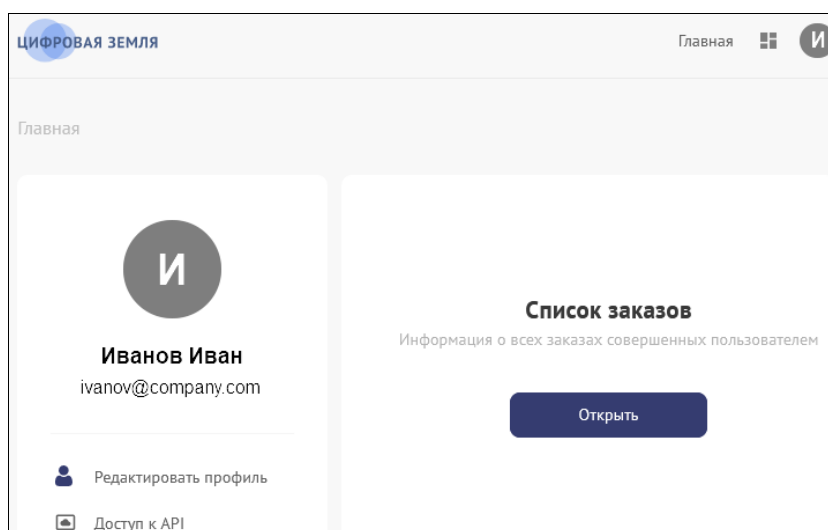 ЦИФРОВАЯ ЗЕМЛЯ
Главная
И
Главная
И
Иванов Иван
ivanov@company.com
Редактировать профиль
Доступ к API
Список заказов
Информация о всех заказах совершенных пользователем
Открыть